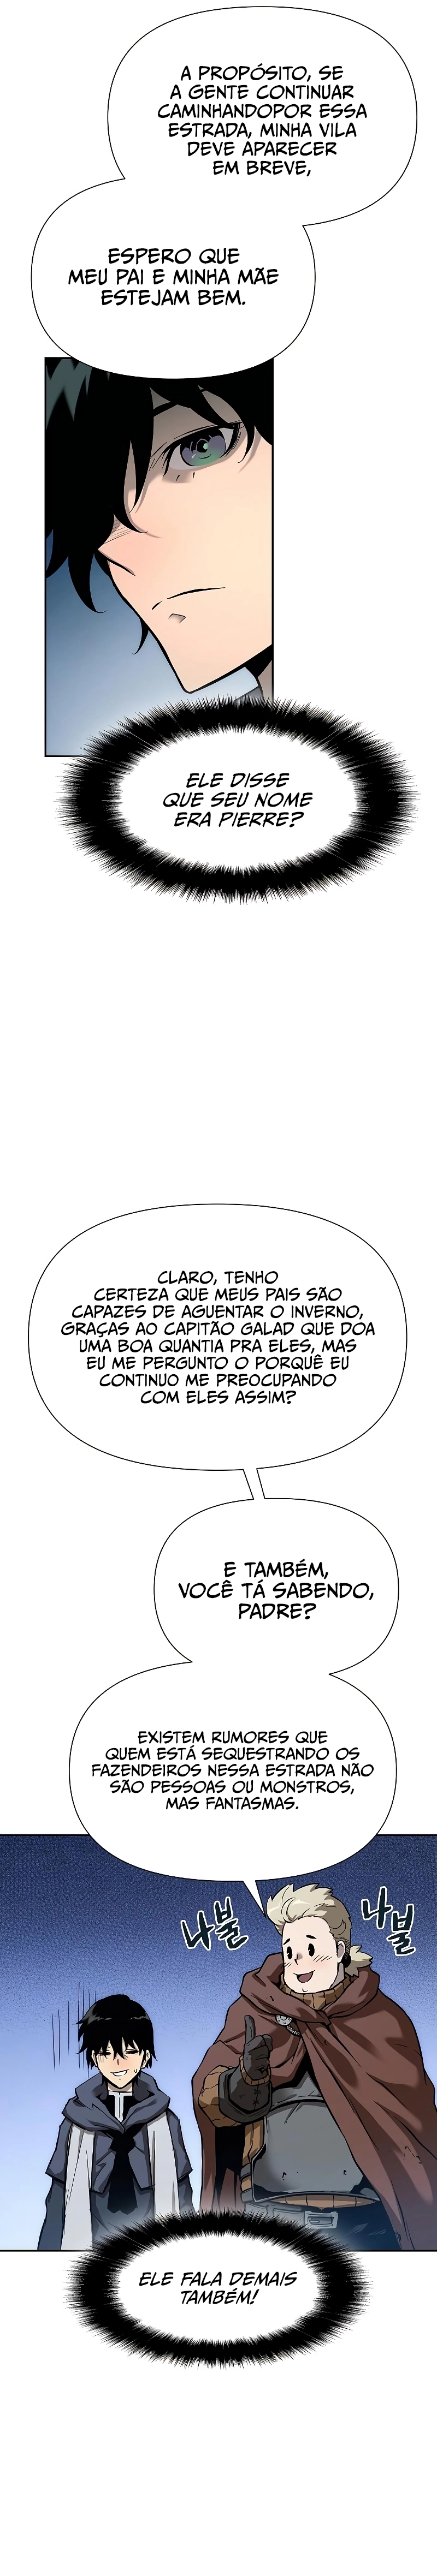 A PROPÓSITO, SE
A GENTE CONTINUAR
CAMINHANDOPOR ESSA
ESTRADA, MINHA VILA
DEVE APARECER
EM BREVE,
ESPERO QUE
MEU PAI E MINHA MÃE
ESTEJAM BEM.
ELE DISSE
QUE SEU NOME
ERA PIERRE?
CLARO, TENHO
CERTEZA QUE MEUS PAIS SÃO
CAPAZES DE AGUENTAR O INVERNO,
GRAÇAS AO CAPITÃO GALAD QUE DOA
UMA BOA QUANTIA PRA ELES, MAS
EU ME PERGUNTO O PORQUÊ EU
CONTINUO ME PREOCUPANDO
COM ELES ASSIM?
E TAMBÉM,
VOCÊ TÁ SABENDO,
PADRE?
EXISTEM RUMORES QUE
QUEM ESTÁ SEQUESTRANDO OS
FAZENDEIROS NESSA ESTRADA NÃO
SÃO PESSOAS OU MONSTROS,
MAS FANTASMAS.
나불
나불
ELE FALA DEMAIS
TAMBÉM!